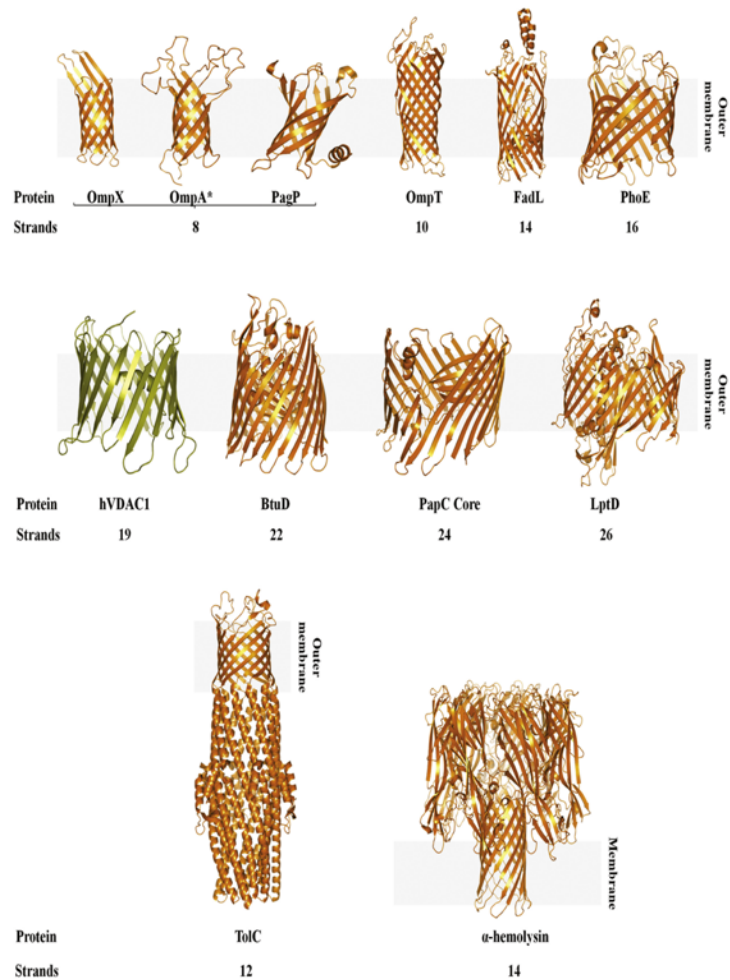 Outer membrane
Protein OmpX OmpA* PagP OmpT FadL PhoE
Strands 8 10 14 16
Outer membrane
Protein hVDAC1 BtuD PapC Core LptD
Strands 19 22 24 26
Outer membrane
Membrane
Protein TolC α-hemolysin
Strands 12 14